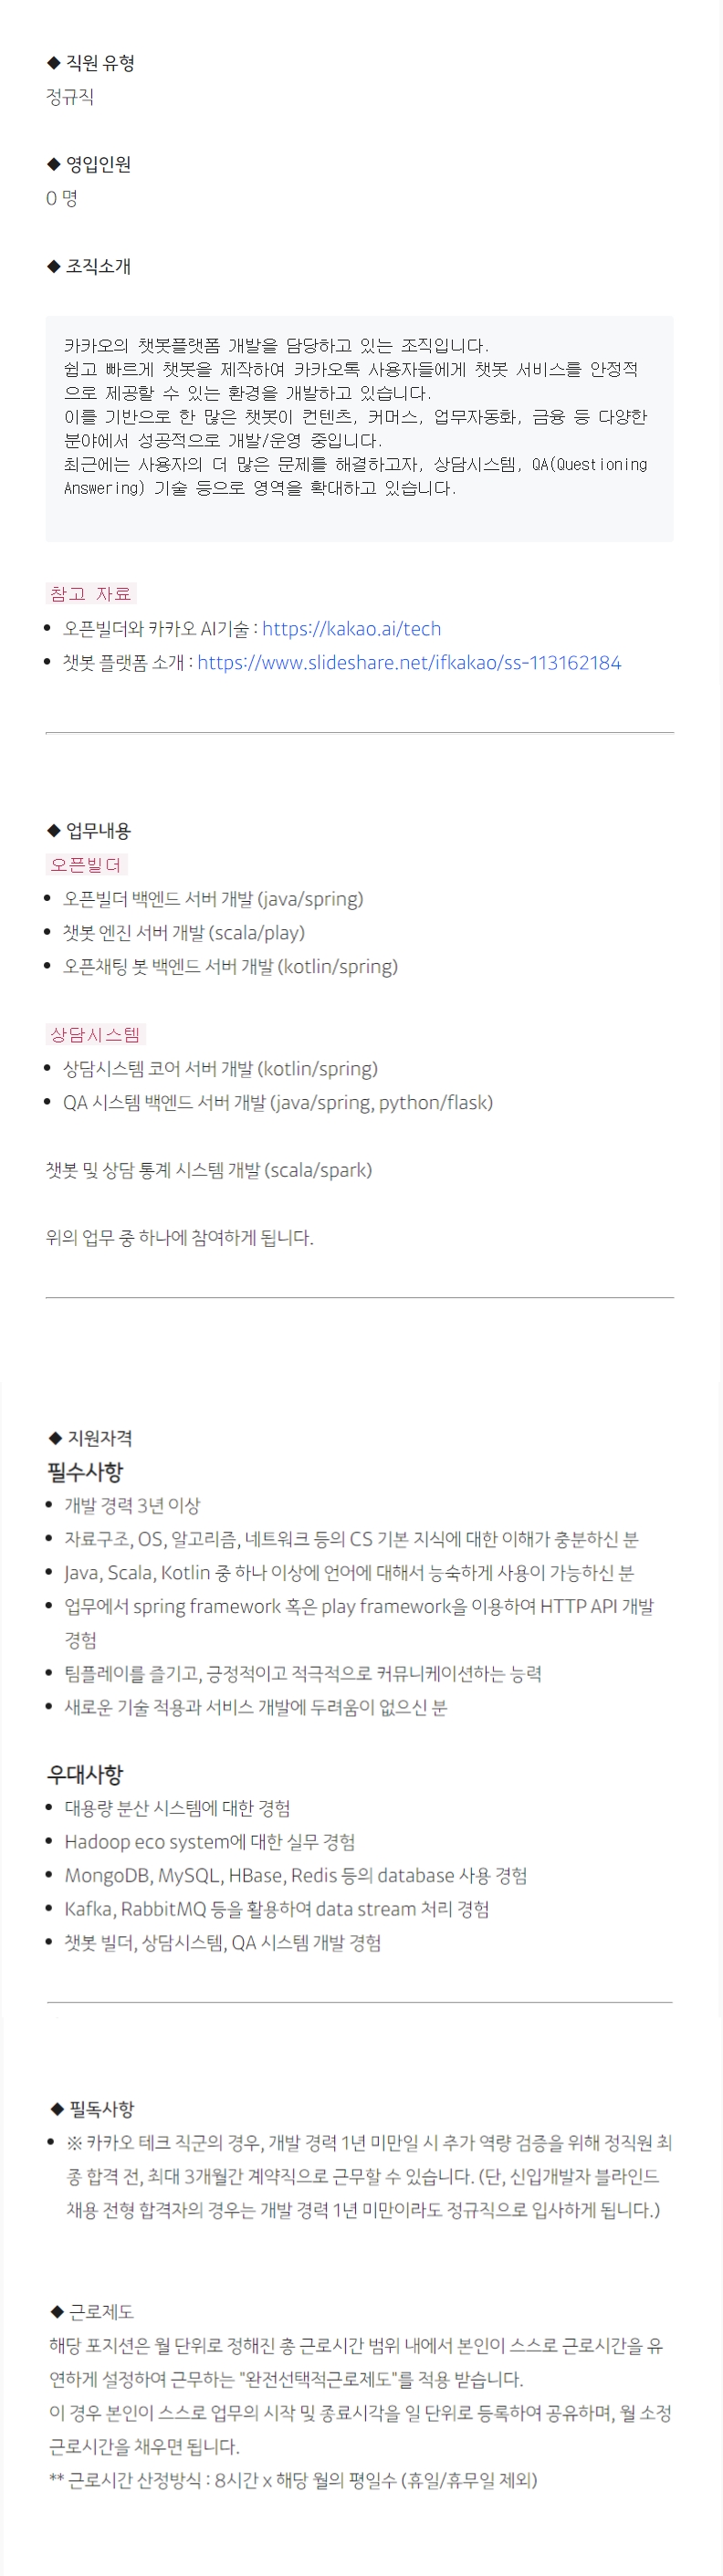 ◆ 직원 유형
정규직
◆ 영입인원
0 명
◆ 조직소개
카카오의 챗봇플랫폼 개발을 담당하고 있는 조직입니다.
쉽고 빠르게 챗봇을 제작하여 카카오톡 사용자들에게 챗봇 서비스를 안정적
으로 제공할 수 있는 환경을 개발하고 있습니다.
이를 기반으로 한 많은 챗봇이 컨텐츠, 커머스, 업무자동화, 금융 등 다양한
분야에서 성공적으로 개발/운영 중입니다.
최근에는 사용자의 더 많은 문제를 해결하고자, 상담시스템, QA(Questioning
Answering) 기술 등으로 영역을 확대하고 있습니다.
참고 자료
• 오픈빌더와 카카오 AI기술 : https://kakao.ai/tech
• 챗봇 플랫폼 소개 : https://www.slideshare.net/ifkakao/ss-113162184
◆ 업무내용
오픈빌더
• 오픈빌더 백엔드 서버 개발 (java/spring)
• 챗봇 엔진 서버 개발 (scala/play)
• 오픈채팅 봇 백엔드 서버 개발 (kotlin/spring)
상담시스템
• 상담시스템 코어 서버 개발 (kotlin/spring)
• QA 시스템 백엔드 서버 개발 (java/spring, python/flask)
챗봇 및 상담 통계 시스템 개발 (scala/spark)
위의 업무 중 하나에 참여하게 됩니다.
◆ 지원자격
필수사항
• 개발 경력 3년 이상
• 자료구조, OS, 알고리즘, 네트워크 등의 CS 기본 지식에 대한 이해가 충분하신 분
• Java, Scala, Kotlin 중 하나 이상에 언어에 대해서 능숙하게 사용이 가능하신 분
• 업무에서 spring framework 혹은 play framework을 이용하여 HTTP API 개발
경험
• 팀플레이를 즐기고, 긍정적이고 적극적으로 커뮤니케이션하는 능력
• 새로운 기술 적용과 서비스 개발에 두려움이 없으신 분
우대사항
• 대용량 분산 시스템에 대한 경험
• Hadoop eco system에 대한 실무 경험
• MongoDB, MySQL, HBase, Redis 등의 database 사용 경험
• Kafka, RabbitMQ 등을 활용하여 data stream 처리 경험
• 챗봇 빌더, 상담시스템, QA 시스템 개발 경험
◆ 필독사항
• ※ 카카오 테크 직군의 경우, 개발 경력 1년 미만일 시 추가 역량 검증을 위해 정직원 최
종 합격 전, 최대 3개월간 계약직으로 근무할 수 있습니다. (단, 신입개발자 블라인드
채용 전형 합격자의 경우는 개발 경력 1년 미만이라도 정규직으로 입사하게 됩니다.)
◆ 근로제도
해당 포지션은 월 단위로 정해진 총 근로시간 범위 내에서 본인이 스스로 근로시간을 유
연하게 설정하여 근무하는 "완전선택적근로제도"를 적용 받습니다.
이 경우 본인이 스스로 업무의 시작 및 종료시각을 일 단위로 등록하여 공유하며, 월 소정
근로시간을 채우면 됩니다.
** 근로시간 산정방식 : 8시간 x 해당 월의 평일수 (휴일/휴무일 제외)